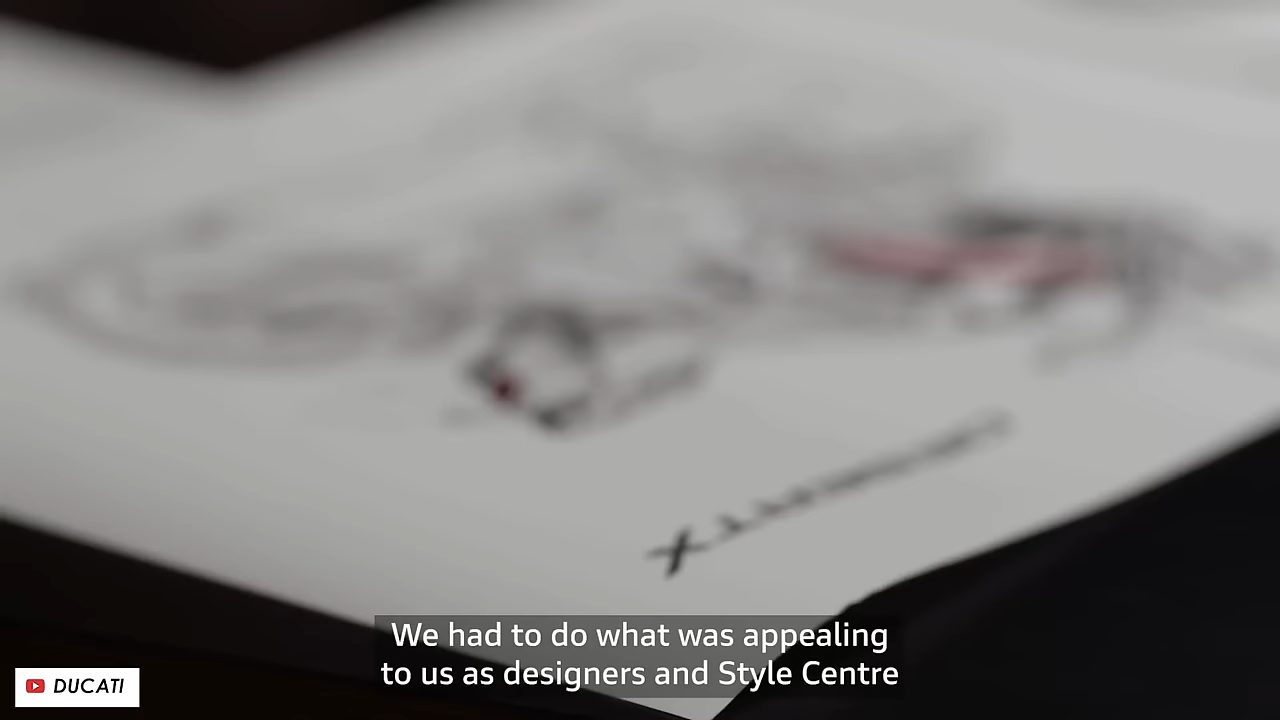 We had to do what was appealing
to us as designers and Style Centre
DUCATI